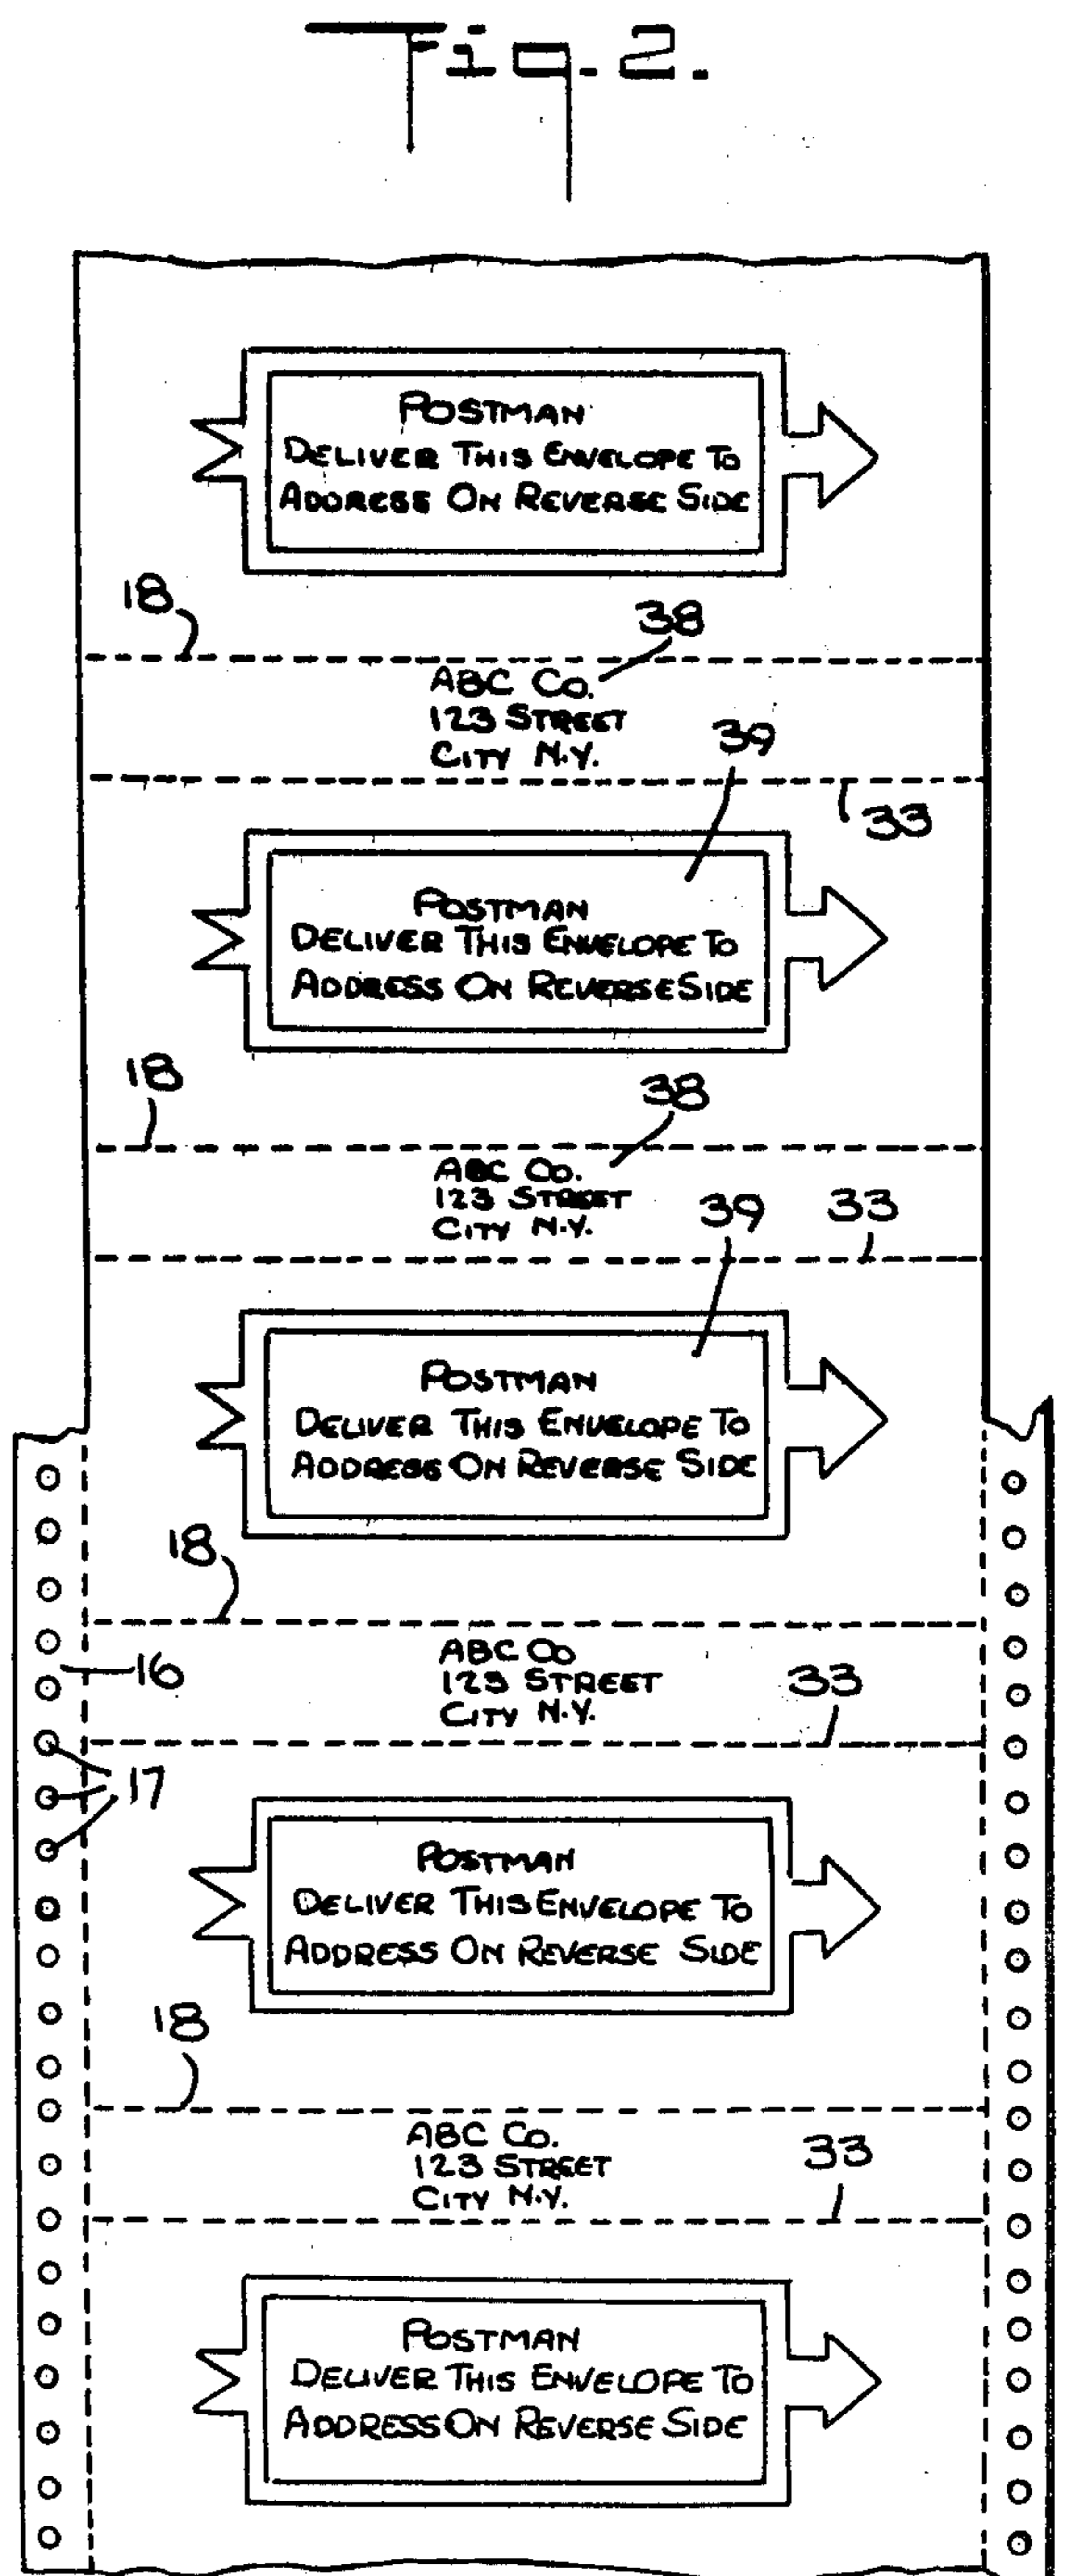 Fig. 2.
POSTMAN
DELIVER THIS ENVELOPE TO
ADDRESS ON REVERSE SIDE
18
38
ABC Co.
123 STREET
CITY N.Y.
39
33
POSTMAN
DELIVER THIS ENVELOPE TO
ADDRESS ON REVERSE SIDE
18
38
ABC Co.
123 STREET
CITY N.Y.
39
33
POSTMAN
DELIVER THIS ENVELOPE TO
ADDRESS ON REVERSE SIDE
18
ABC Co
123 STREET
CITY N.Y.
16
33
17
POSTMAN
DELIVER THIS ENVELOPE TO
ADDRESS ON REVERSE SIDE
18
ABC Co.
123 STREET
CITY N.Y.
33
POSTMAN
DELIVER THIS ENVELOPE TO
ADDRESS ON REVERSE SIDE